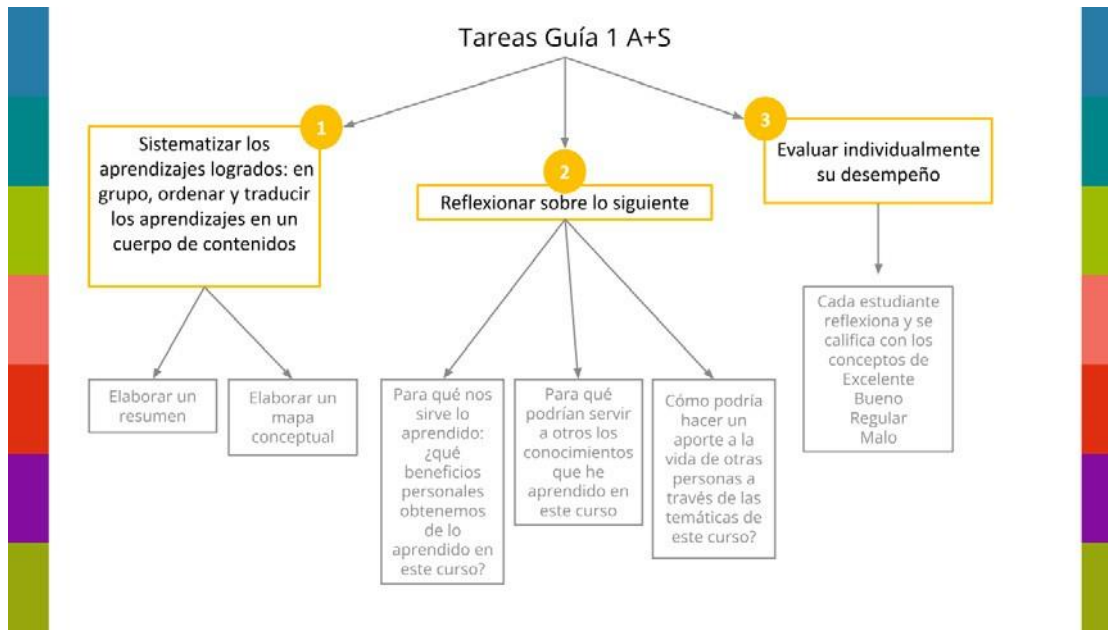 Tareas Guía 1 A+S
1
Sistematizar los
aprendizajes logrados: en
grupo, ordenar y traducir
los aprendizajes en un
cuerpo de contenidos
Elaborar un
resumen
Elaborar un
mapa
conceptual
2
Reflexionar sobre lo siguiente
Para qué nos
sirve lo
aprendido:
¿qué
beneficios
personales
obtenemos
de lo
aprendido en
este curso?
Para qué
podrían servir
a otros los
conocimientos
que he
aprendido en
este curso
Cómo podría
hacer un
aporte a la
vida de otras
personas a
través de las
temáticas de
este curso?
3
Evaluar individualmente
su desempeño
Cada estudiante
reflexiona y se
califica con los
conceptos de
Excelente
Bueno
Regular
Malo